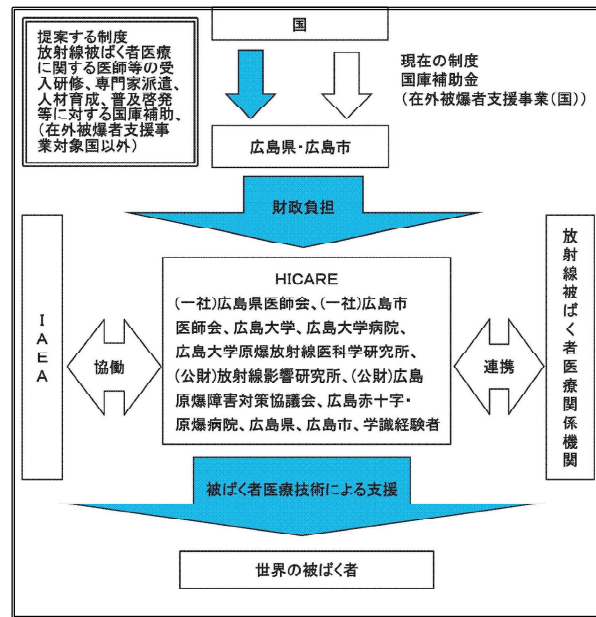 国
提案する制度
放射線被ばく者医療
に関する医師等の受
入研修、専門家派遣、
人材育成、普及啓発
等に対する国庫補助、
（在外被爆者支援事
業対象国以外）
現在の制度
国庫補助金
（在外被爆者支援事業（国））
広島県・広島市
財政負担
IAEA
協働
HICARE
（一社）広島県医師会、（一社）広島市
医師会、広島大学、広島大学病院、
広島大学原爆放射線医科学研究所、
（公財）放射線影響研究所、（公財）広島
原爆障害対策協議会、広島赤十字・
原爆病院、広島県、広島市、学識経験者
連携
放射線被ばく者医療関係機関
被ばく者医療技術による支援
世界の被ばく者